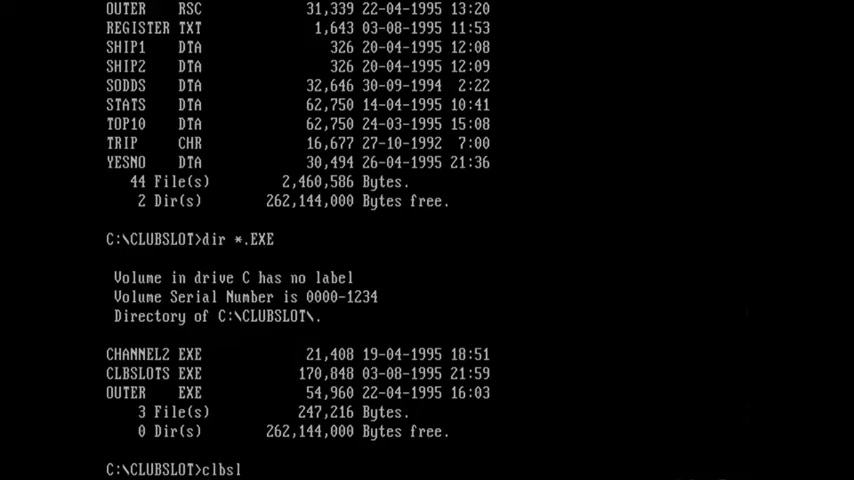 OUTER    RSC             31,339 22-04-1995 13:20
REGISTER TXT              1,643 03-08-1995 11:53
SHIP1    DTA                326 20-04-1995 12:08
SHIP2    DTA                326 20-04-1995 12:09
SODDS    DTA             32,646 30-09-1994  2:22
STATS    DTA             62,750 14-04-1995 10:41
TOP10    DTA             62,750 24-03-1995 15:08
TRIP     CHR             16,677 27-10-1992  7:00
YESNO    DTA             30,494 26-04-1995 21:36
   44 File(s)         2,460,586 Bytes.
    2 Dir(s)        262,144,000 Bytes free.
C:\CLUBSLOT>dir *.EXE
 Volume in drive C has no label
 Volume Serial Number is 0000-1234
 Directory of C:\CLUBSLOT\.
CHANNEL2 EXE             21,408 19-04-1995 18:51
CLBSLOTS EXE            170,848 03-08-1995 21:59
OUTER    EXE             54,960 22-04-1995 16:03
    3 File(s)           247,216 Bytes.
    0 Dir(s)        262,144,000 Bytes free.
C:\CLUBSLOT>clbsl